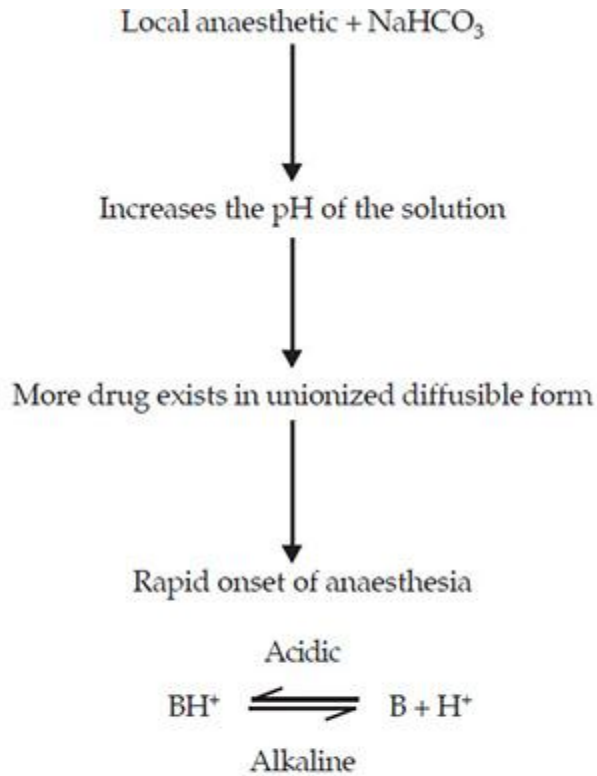 Local anaesthetic + NaHCO₃
Increases the pH of the solution
More drug exists in unionized diffusible form
Rapid onset of anaesthesia
Acidic
BH⁺ ⇌ B + H⁺
Alkaline